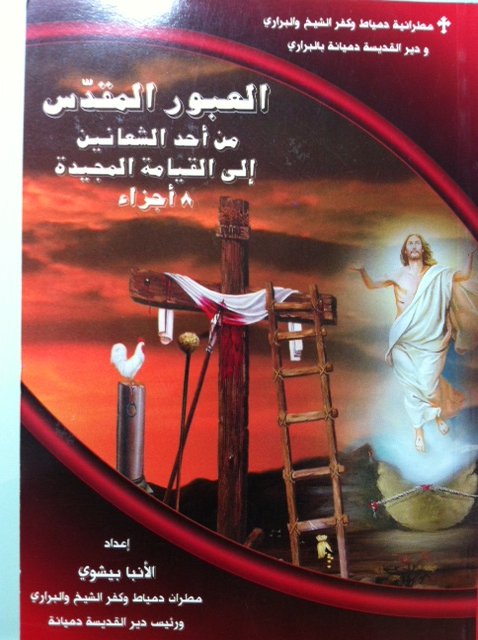 مطرانية دمياط وكفر الشيخ والبراري
و دير القديسة دميانة بالبراري
العبور المقدّس
من أحد الشعانين
إلى القيامة المجيدة
٨ أجزاء
إعداد
الأنبا بيشوي
مطران دمياط وكفر الشيخ والبراري
ورئيس دير القديسة دميانة